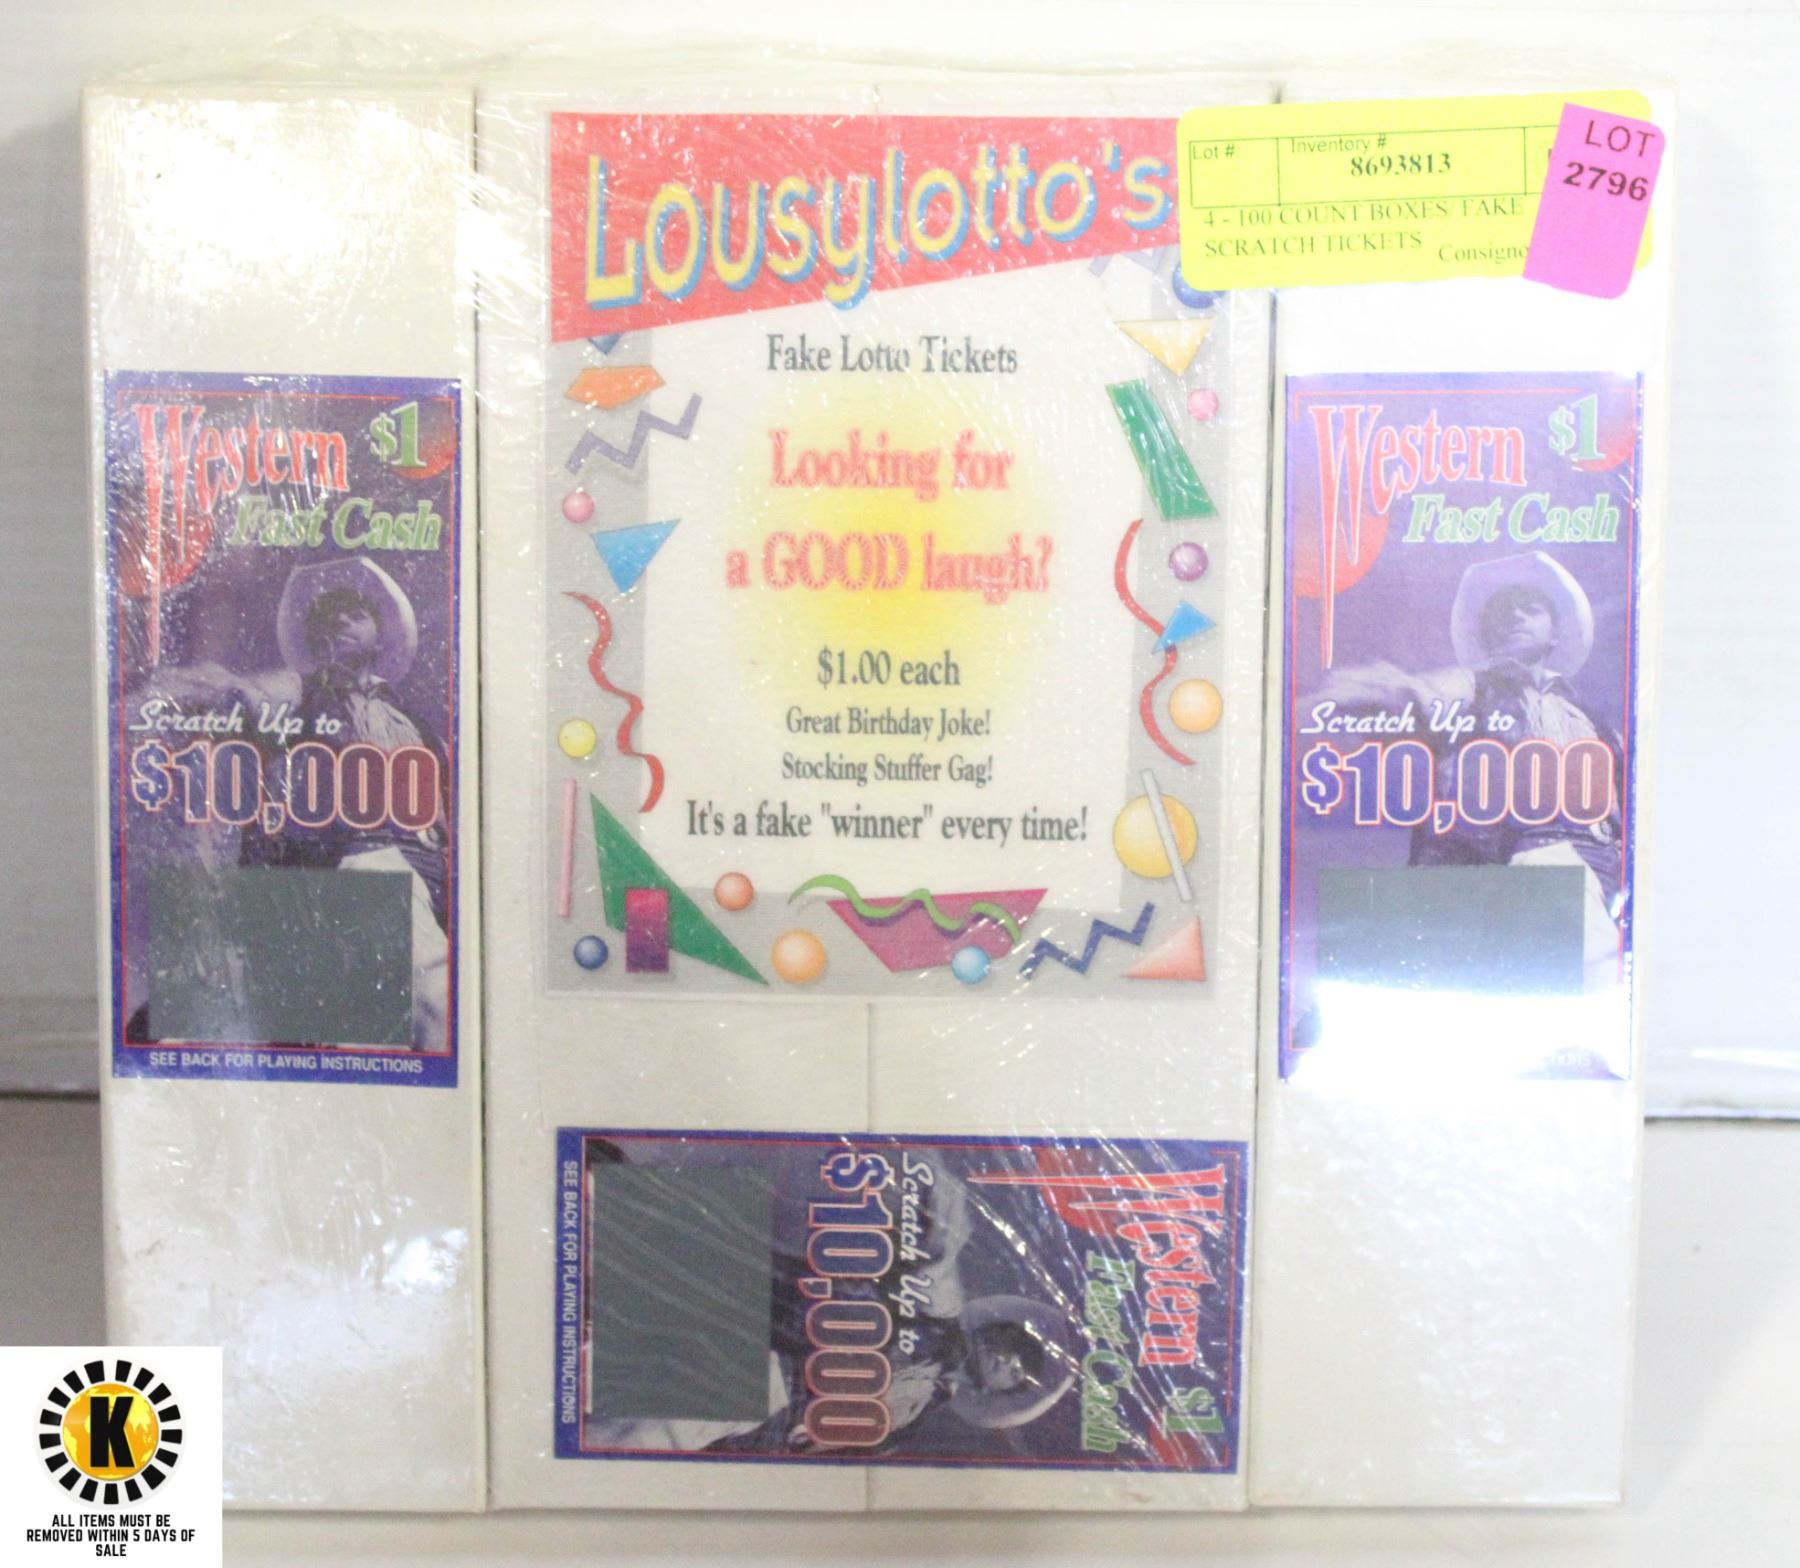 Lot #:
Inventory #:
8693813
4 - 100 COUNT BOXES/ FAKE
SCRATCH TICKETS
LOT
2796
Lousylotto's
Fake Lotto Tickets
Looking for
a GOOD laugh?
$1.00 each
Great Birthday Joke!
Stocking Stuffer Gag!
It's a fake "winner" every time!
Western $1
Fast Cash
Scratch Up to
$10,000
SEE BACK FOR PLAYING INSTRUCTIONS
Western $1
Fast Cash
Scratch Up to
$10,000
Western $1
Fast Cash
Scratch Up to
$10,000
SEE BACK FOR PLAYING INSTRUCTIONS
K
ALL ITEMS MUST BE
REMOVED WITHIN 5 DAYS OF
SALE